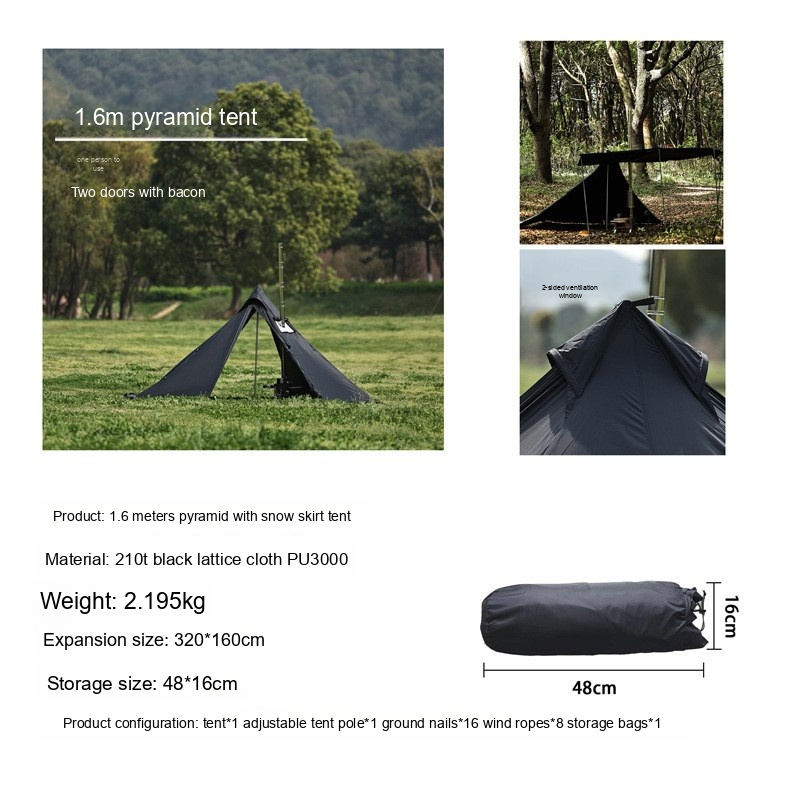 1.6m pyramid tent
one person to
use
Two doors with bacon
2-sided ventilation
window
Product: 1.6 meters pyramid with snow skirt tent
Material: 210t black lattice cloth PU3000
Weight: 2.195kg
Expansion size: 320*160cm
Storage size: 48*16cm
16cm
48cm
Product configuration: tent*1 adjustable tent pole*1 ground nails*16 wind ropes*8 storage bags*1